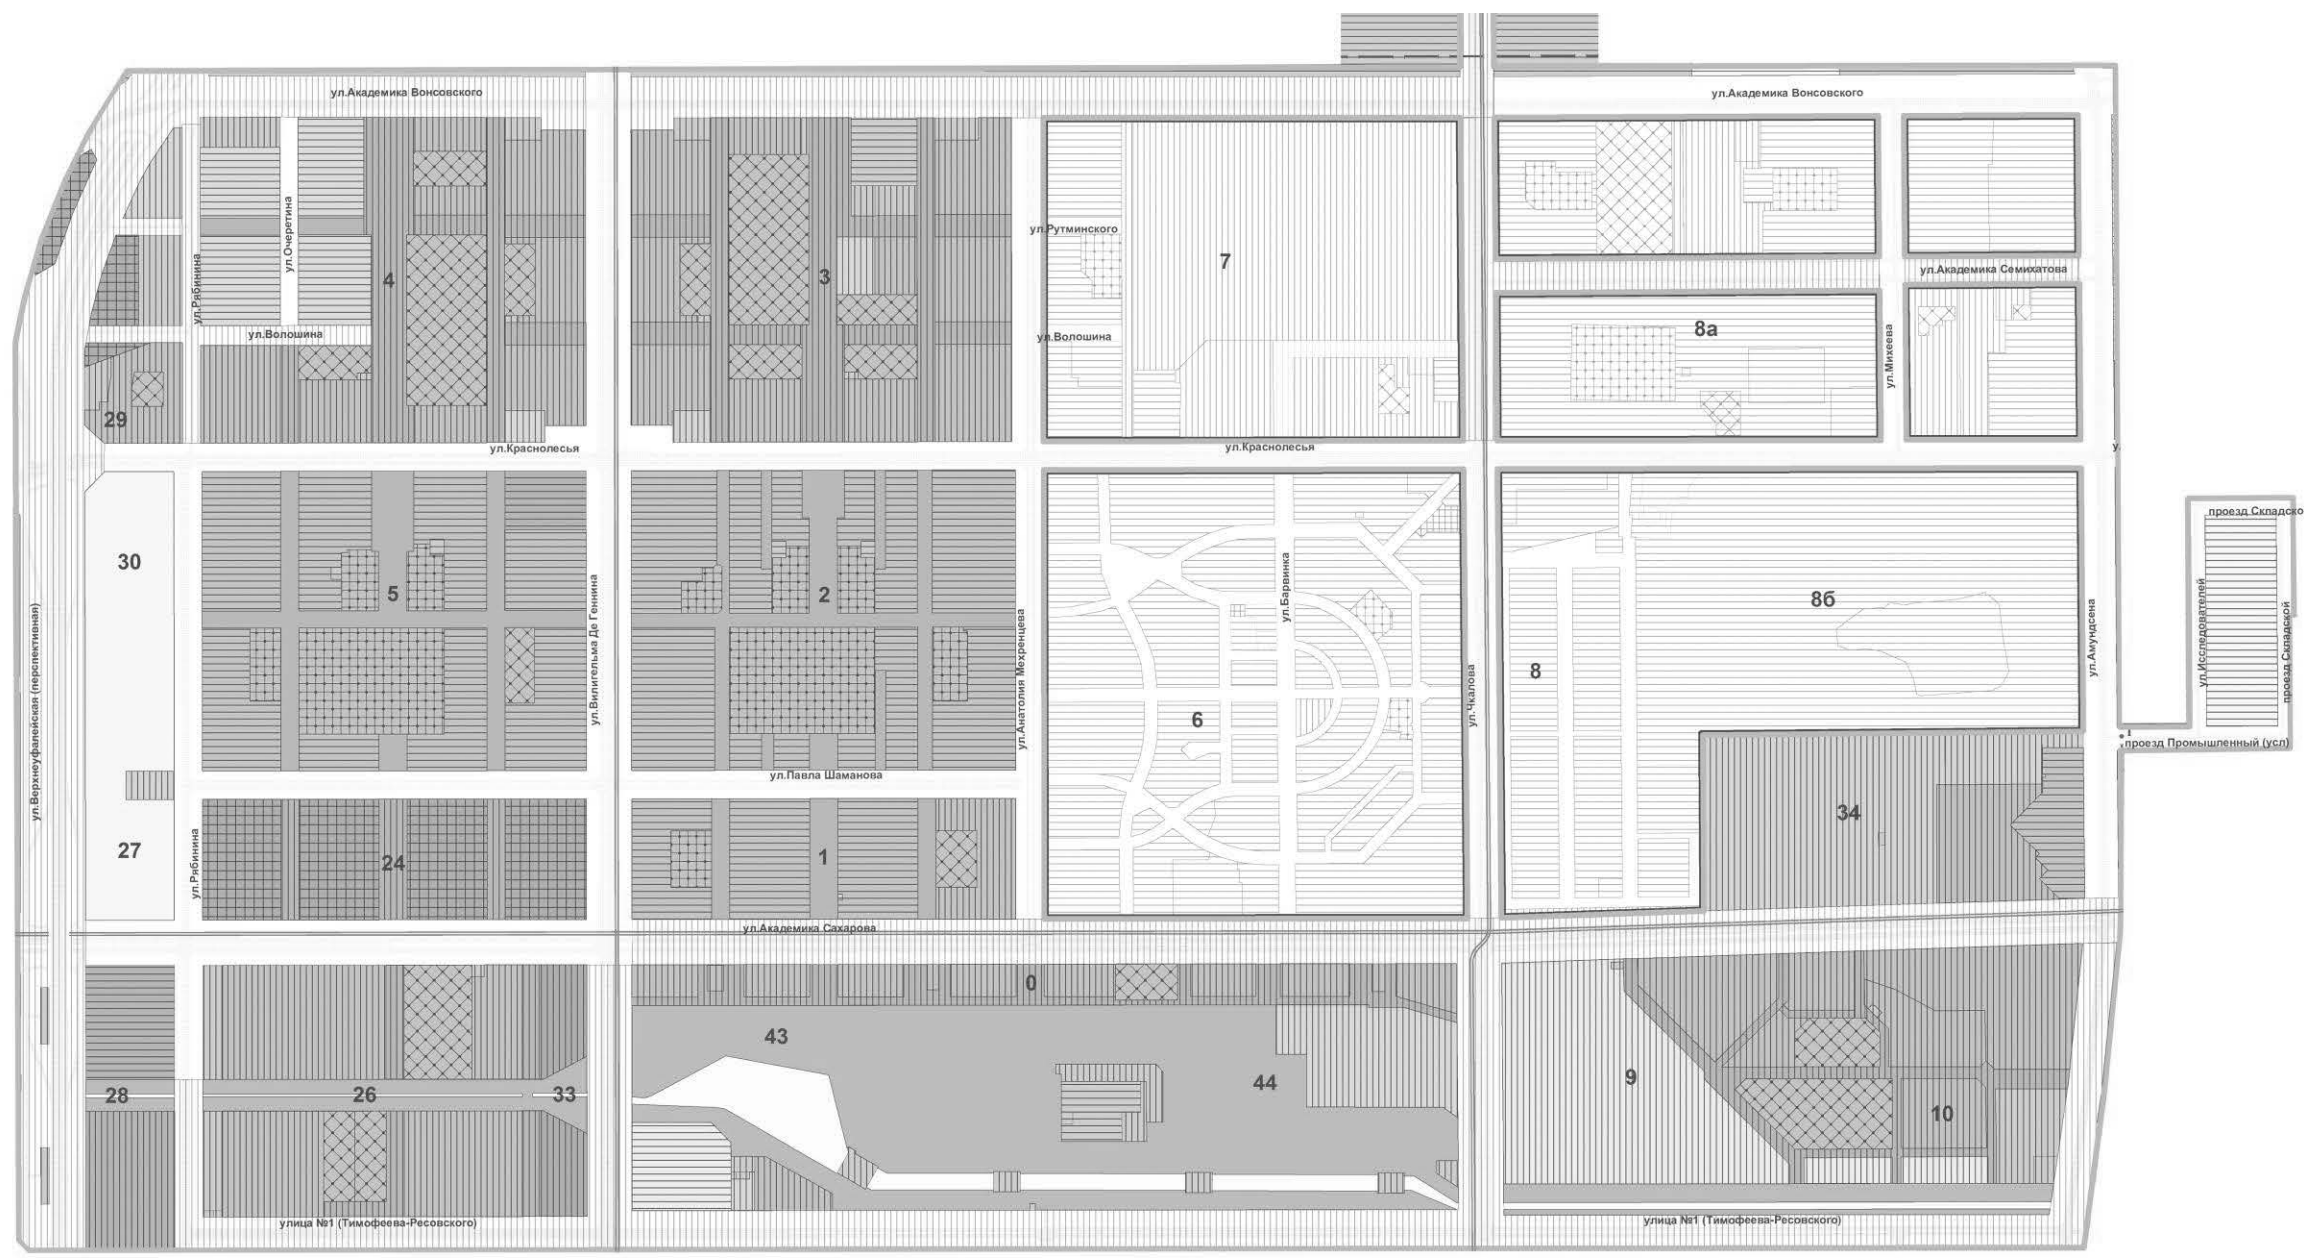 ул.Академика Вонсовского
ул.Академика Вонсовского
ул.Очеретина
ул.Рябинина
4
3
ул.Рутминского
7
ул.Академика Семихатова
ул.Волошина
ул.Волошина
8а
ул.Михеева
29
ул.Краснолесья
ул.Краснолесья
30
5
2
ул.Вилигельма Де Геннина
ул.Анатолия Мехренцева
ул.Барвинка
ул.Чкалова
6
8
8б
ул.Амундсена
проезд Складско
ул.Исследователей
проезд Складской
проезд Промышленный (усл)
ул.Верхнеуфалейская (перспективная)
ул.Павла Шаманова
27
ул.Рябинина
24
1
34
ул.Академика Сахарова
0
43
44
9
10
28
26
33
улица №1 (Тимофеева-Ресовского)
улица №1 (Тимофеева-Ресовского)